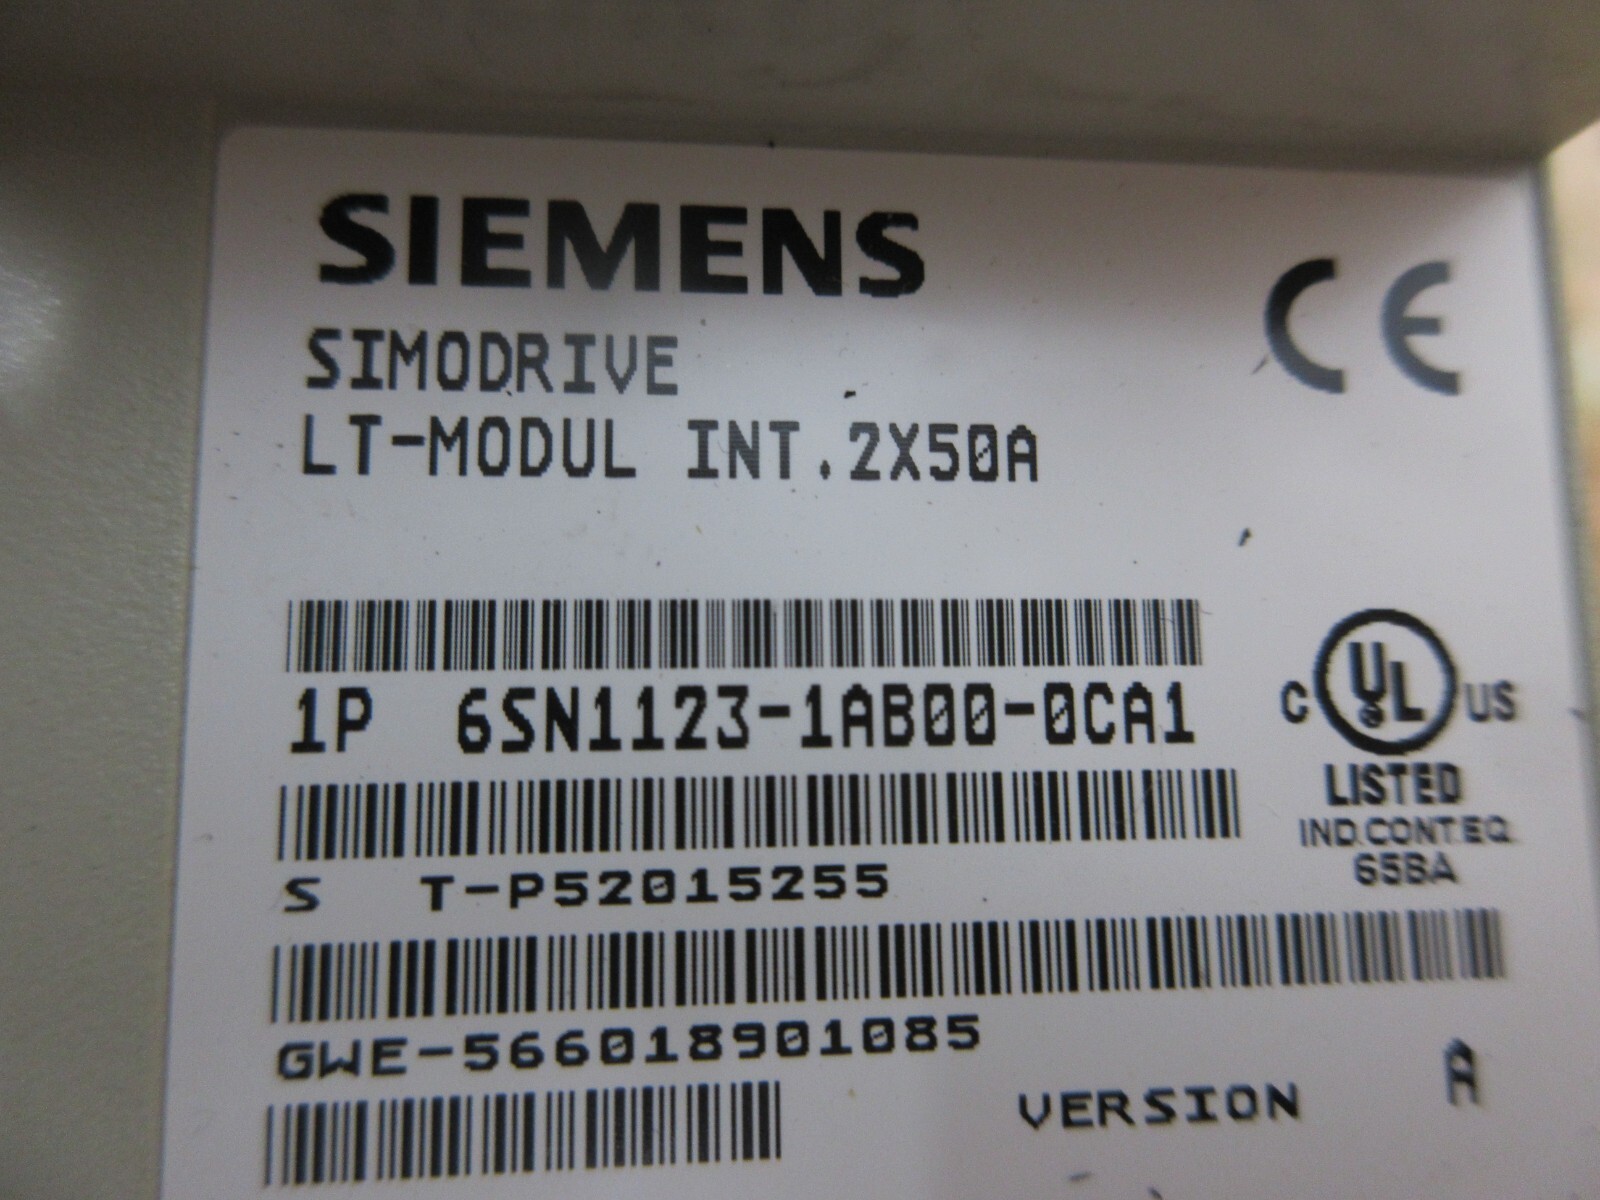 SIEMENS
CE
SIMODRIVE
LT-MODUL INT.2X50A
1P 6SN1123-1AB00-0CA1
C UL US
LISTED
IND.CONT.EQ.
65BA
S T-P52015255
GWE-566018901085
VERSION A